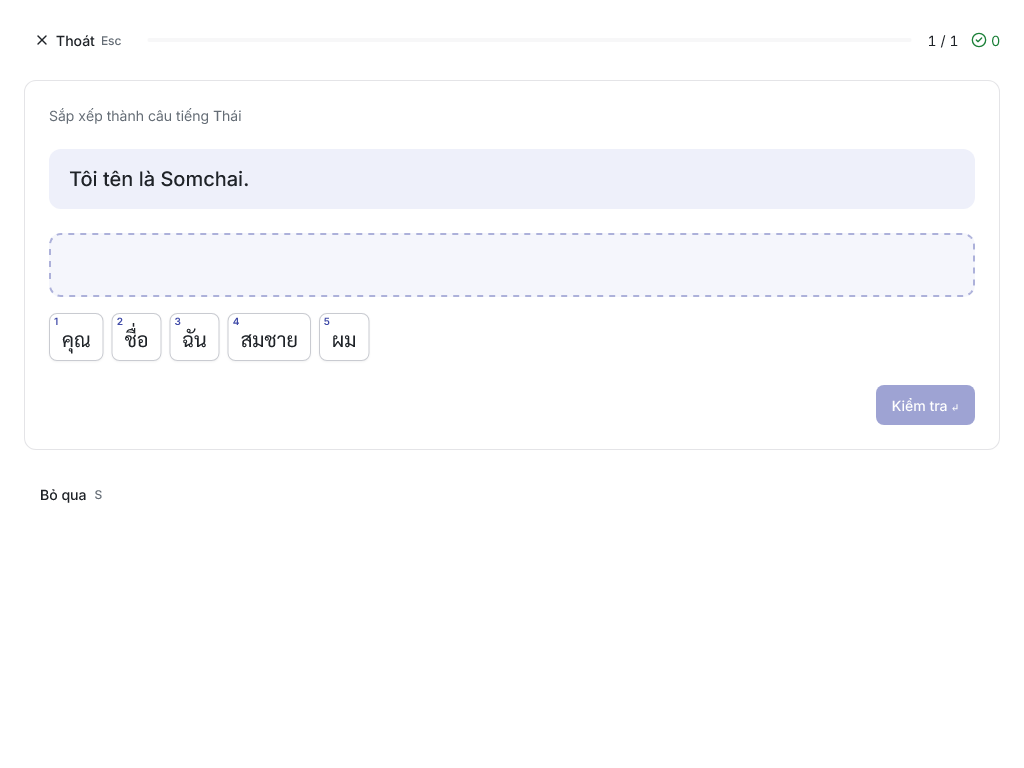 Thoát Esc 1 / 1 0
Sắp xếp thành câu tiếng Thái
Tôi tên là Somchai.
1 คุณ 2 ชื่อ 3 ฉัน 4 สมชาย 5 ผม
Kiểm tra ↲
Bỏ qua S